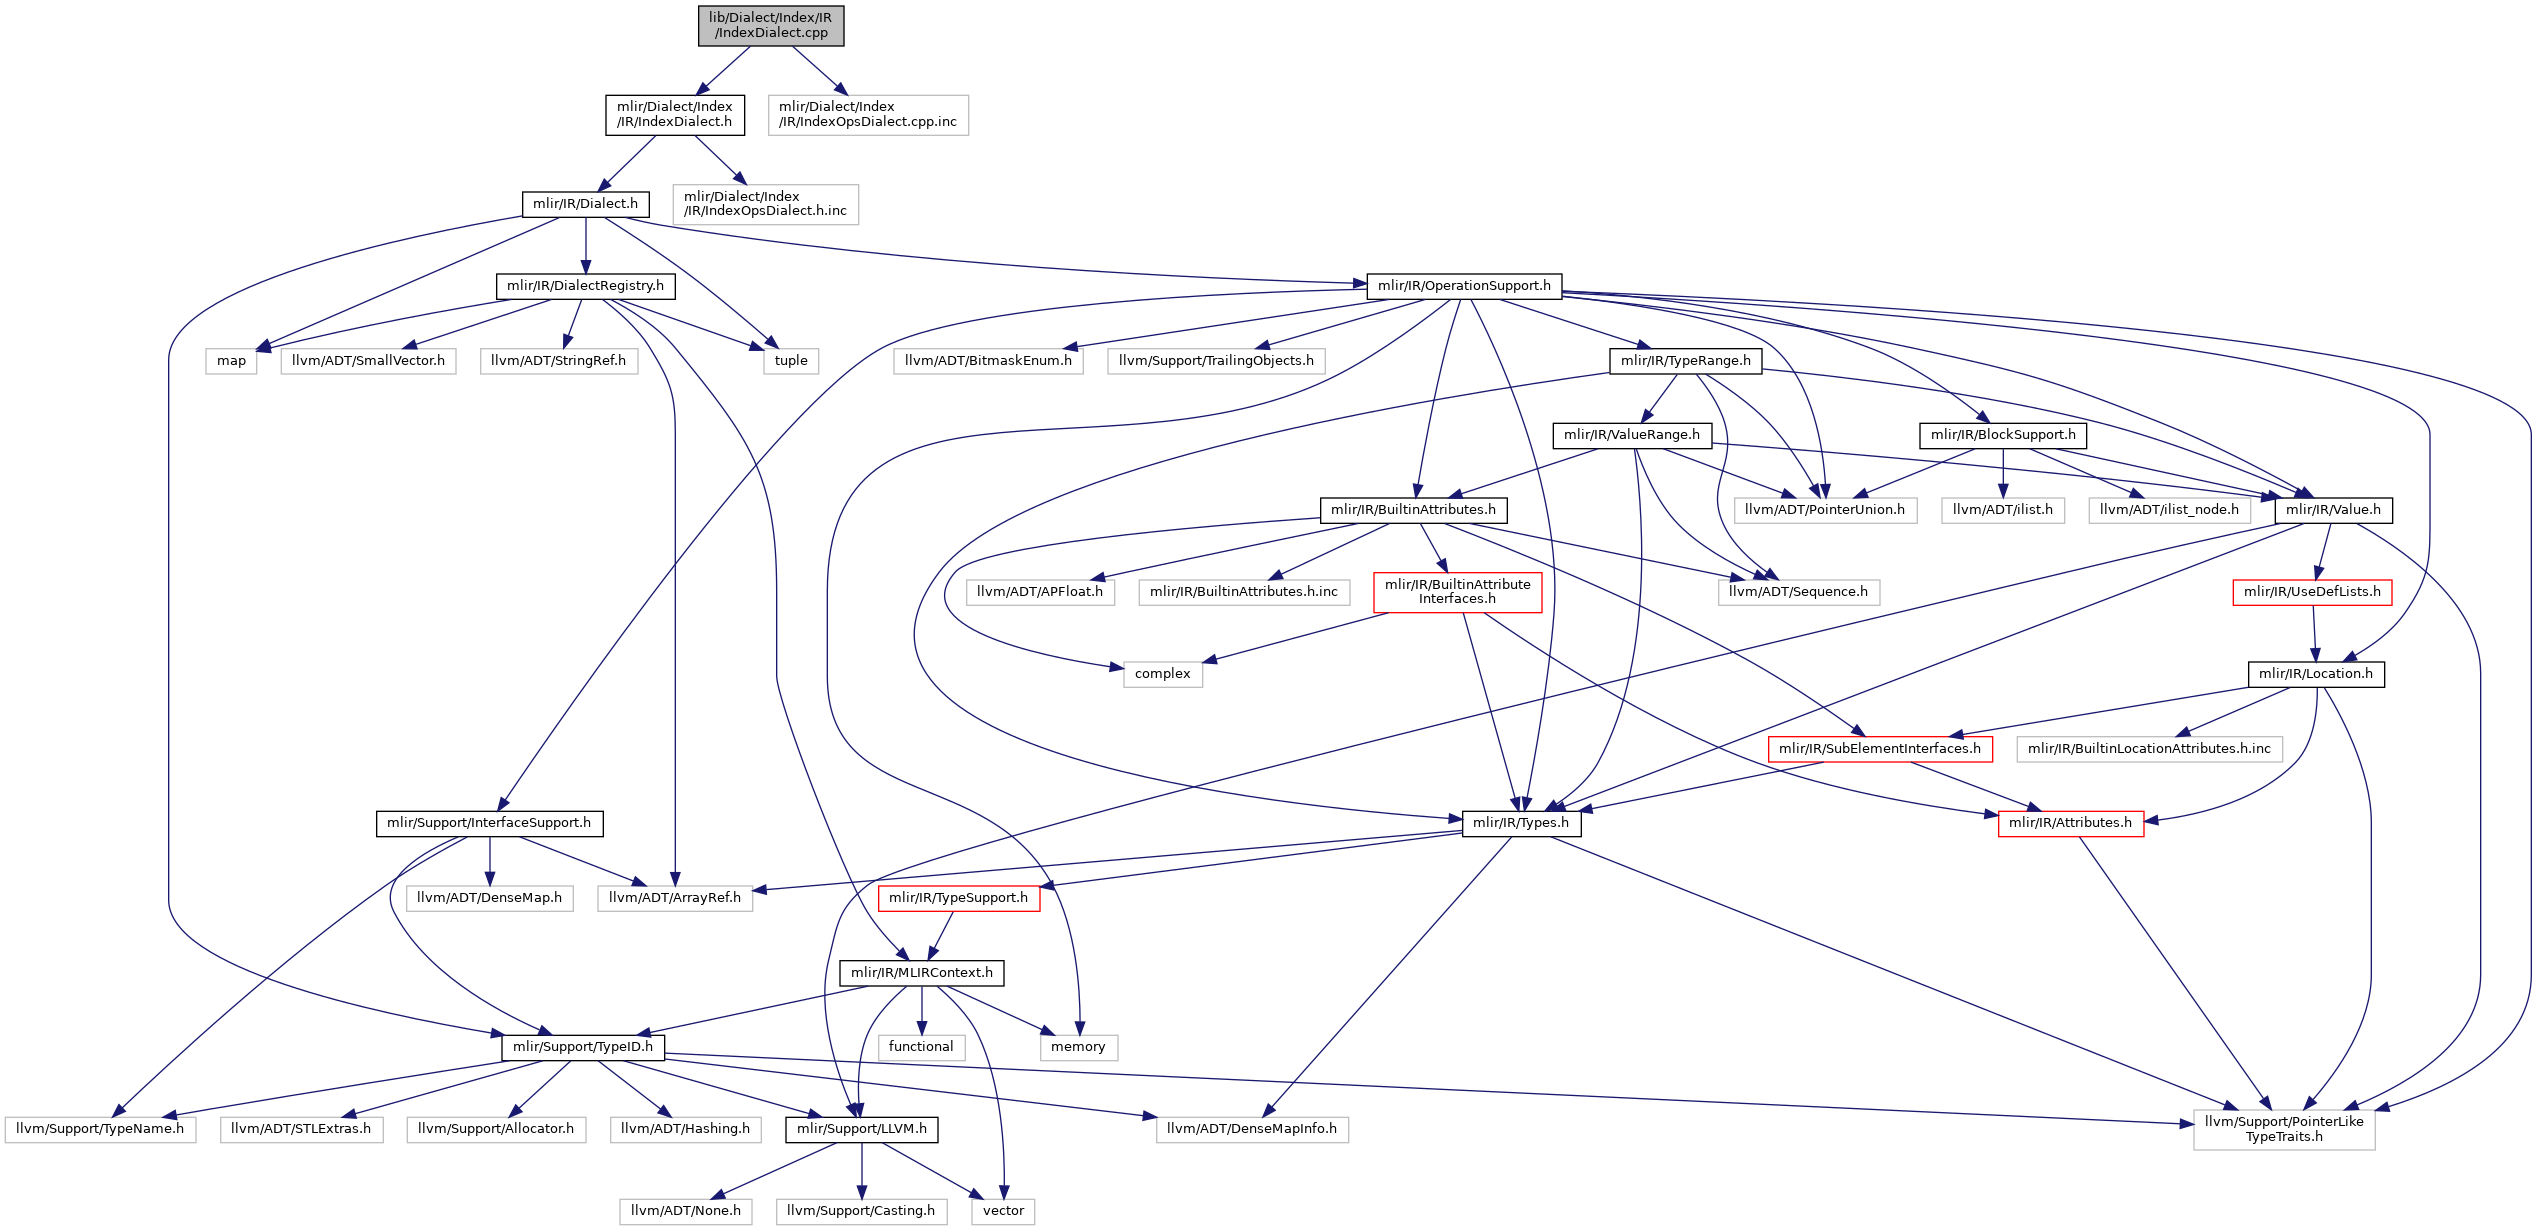 lib/Dialect/Index/IR
/IndexDialect.cpp
mlir/Dialect/Index
/IR/IndexDialect.h
mlir/Dialect/Index
/IR/IndexOpsDialect.cpp.inc
mlir/IR/Dialect.h
mlir/Dialect/Index
/IR/IndexOpsDialect.h.inc
mlir/IR/DialectRegistry.h
mlir/IR/OperationSupport.h
map
llvm/ADT/SmallVector.h
llvm/ADT/StringRef.h
tuple
llvm/ADT/BitmaskEnum.h
llvm/Support/TrailingObjects.h
mlir/IR/TypeRange.h
mlir/IR/ValueRange.h
mlir/IR/BlockSupport.h
mlir/IR/BuiltinAttributes.h
llvm/ADT/PointerUnion.h
llvm/ADT/ilist.h
llvm/ADT/ilist_node.h
mlir/IR/Value.h
llvm/ADT/APFloat.h
mlir/IR/BuiltinAttributes.h.inc
mlir/IR/BuiltinAttribute
Interfaces.h
llvm/ADT/Sequence.h
mlir/IR/UseDefLists.h
complex
mlir/IR/Location.h
mlir/IR/SubElementInterfaces.h
mlir/IR/BuiltinLocationAttributes.h.inc
mlir/Support/InterfaceSupport.h
mlir/IR/Types.h
mlir/IR/Attributes.h
llvm/ADT/DenseMap.h
llvm/ADT/ArrayRef.h
mlir/IR/TypeSupport.h
mlir/IR/MLIRContext.h
mlir/Support/TypeID.h
functional
memory
llvm/Support/TypeName.h
llvm/ADT/STLExtras.h
llvm/Support/Allocator.h
llvm/ADT/Hashing.h
mlir/Support/LLVM.h
llvm/ADT/DenseMapInfo.h
llvm/Support/PointerLike
TypeTraits.h
llvm/ADT/None.h
llvm/Support/Casting.h
vector